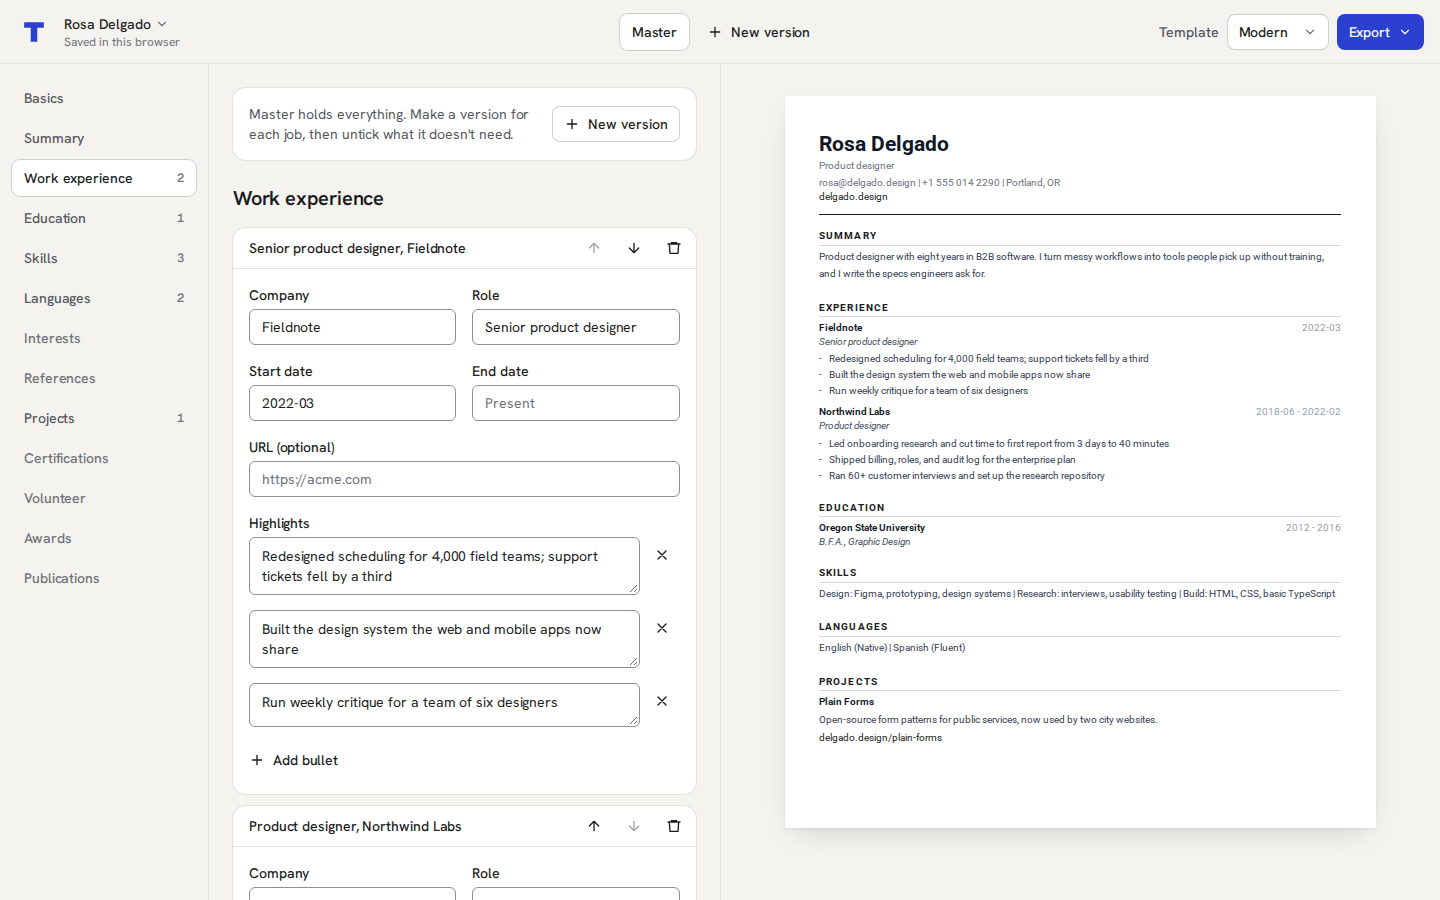 Rosa Delgado
Saved in this browser
Master
New version
Template
Modern
Export
Basics
Summary
Work experience 2
Education 1
Skills 3
Languages 2
Interests
References
Projects 1
Certifications
Volunteer
Awards
Publications
Master holds everything. Make a version for
each job, then untick what it doesn't need.
New version
Work experience
Senior product designer, Fieldnote
Company
Role
Fieldnote
Senior product designer
Start date
End date
2022-03
Present
URL (optional)
https://acme.com
Highlights
Redesigned scheduling for 4,000 field teams; support
tickets fell by a third
Built the design system the web and mobile apps now
share
Run weekly critique for a team of six designers
Add bullet
Product designer, Northwind Labs
Company
Role
Rosa Delgado
Product designer
rosa@delgado.design | +1 555 014 2290 | Portland, OR
delgado.design
SUMMARY
Product designer with eight years in B2B software. I turn messy workflows into tools people pick up without training,
and I write the specs engineers ask for.
EXPERIENCE
Fieldnote 2022-03
Senior product designer
- Redesigned scheduling for 4,000 field teams; support tickets fell by a third
- Built the design system the web and mobile apps now share
- Run weekly critique for a team of six designers
Northwind Labs 2018-06 - 2022-02
Product designer
- Led onboarding research and cut time to first report from 3 days to 40 minutes
- Shipped billing, roles, and audit log for the enterprise plan
- Ran 60+ customer interviews and set up the research repository
EDUCATION
Oregon State University 2012 - 2016
B.F.A., Graphic Design
SKILLS
Design: Figma, prototyping, design systems | Research: interviews, usability testing | Build: HTML, CSS, basic TypeScript
LANGUAGES
English (Native) | Spanish (Fluent)
PROJECTS
Plain Forms
Open-source form patterns for public services, now used by two city websites.
delgado.design/plain-forms